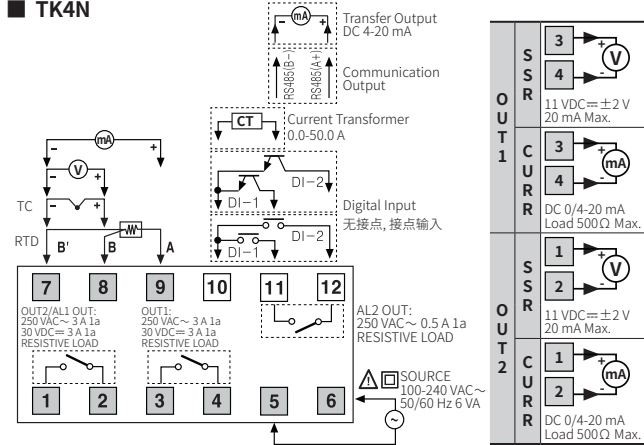 ■ TK4N
- mA +
Transfer Output
DC 4-20 mA
RS485(B-)
RS485(A+)
Communication
Output
CT
Current Transformer
0.0-50.0 A
DI-1
DI-2
Digital Input
无接点, 接点输入
DI-1
DI-2
- mA +
- V +
TC
- +
RTD
B' B A
7 8 9 10 11 12
OUT2/AL1 OUT:
250 VAC~ 3 A 1a
30 VDC⎓ 3 A 1a
RESISTIVE LOAD
OUT1:
250 VAC~ 3 A 1a
30 VDC⎓ 3 A 1a
RESISTIVE LOAD
AL2 OUT:
250 VAC~ 0.5 A 1a
RESISTIVE LOAD
1 2 3 4 5 6
SOURCE
100-240 VAC~
50/60 Hz 6 VA
~
OUT1
SSR
3
4
+
V
-
11 VDC⎓±2 V
20 mA Max.
CURR
3
4
+
mA
-
DC 0/4-20 mA
Load 500Ω Max.
OUT2
SSR
1
2
+
V
-
11 VDC⎓±2 V
20 mA Max.
CURR
1
2
+
mA
-
DC 0/4-20 mA
Load 500Ω Max.